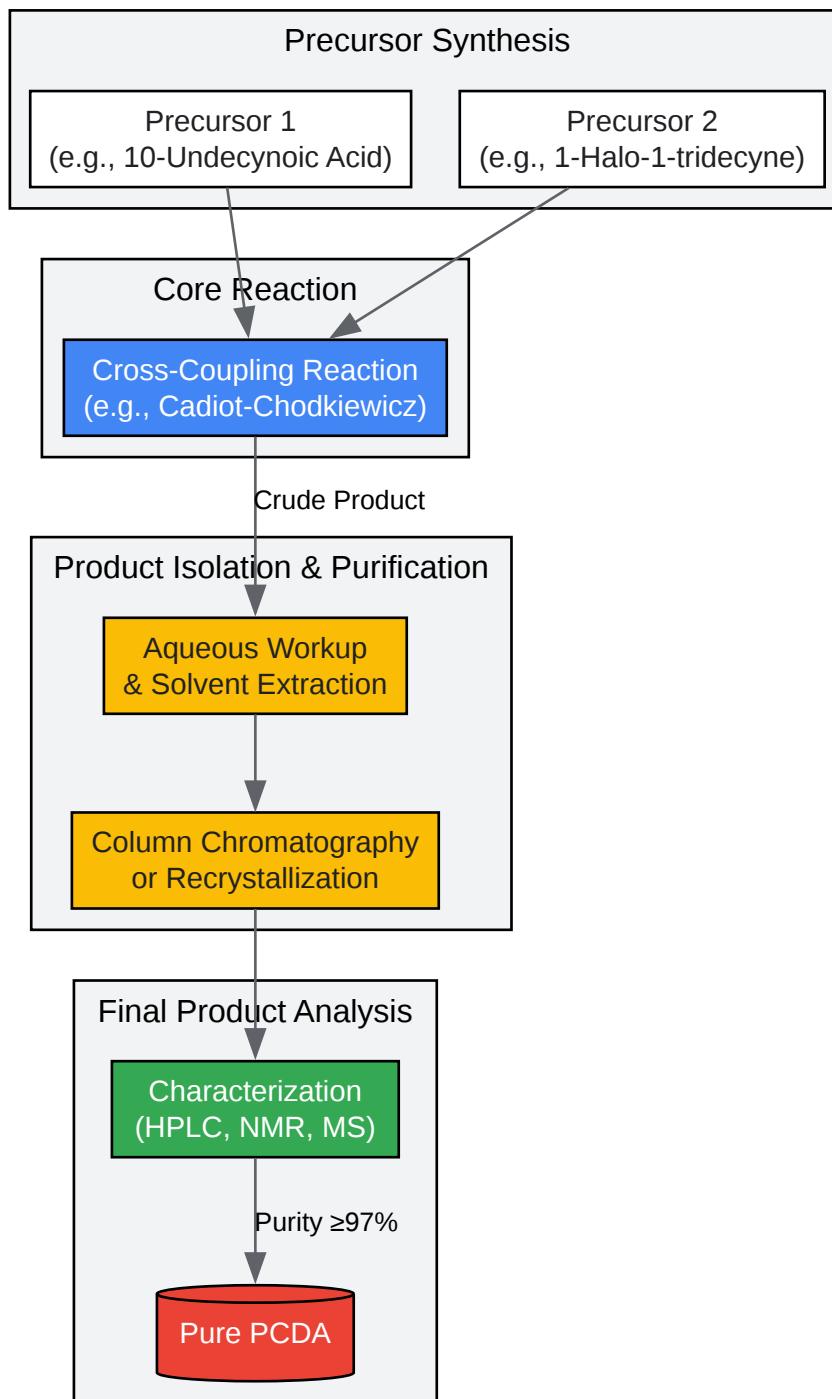 Precursor Synthesis
Precursor 1
(e.g., 10-Undecynoic Acid)
Precursor 2
(e.g., 1-Halo-1-tridecyne)
Core Reaction
Cross-Coupling Reaction
(e.g., Cadiot-Chodkiewicz)
Crude Product
Product Isolation & Purification
Aqueous Workup
& Solvent Extraction
Column Chromatography
or Recrystallization
Final Product Analysis
Characterization
(HPLC, NMR, MS)
Purity ≥97%
Pure PCDA